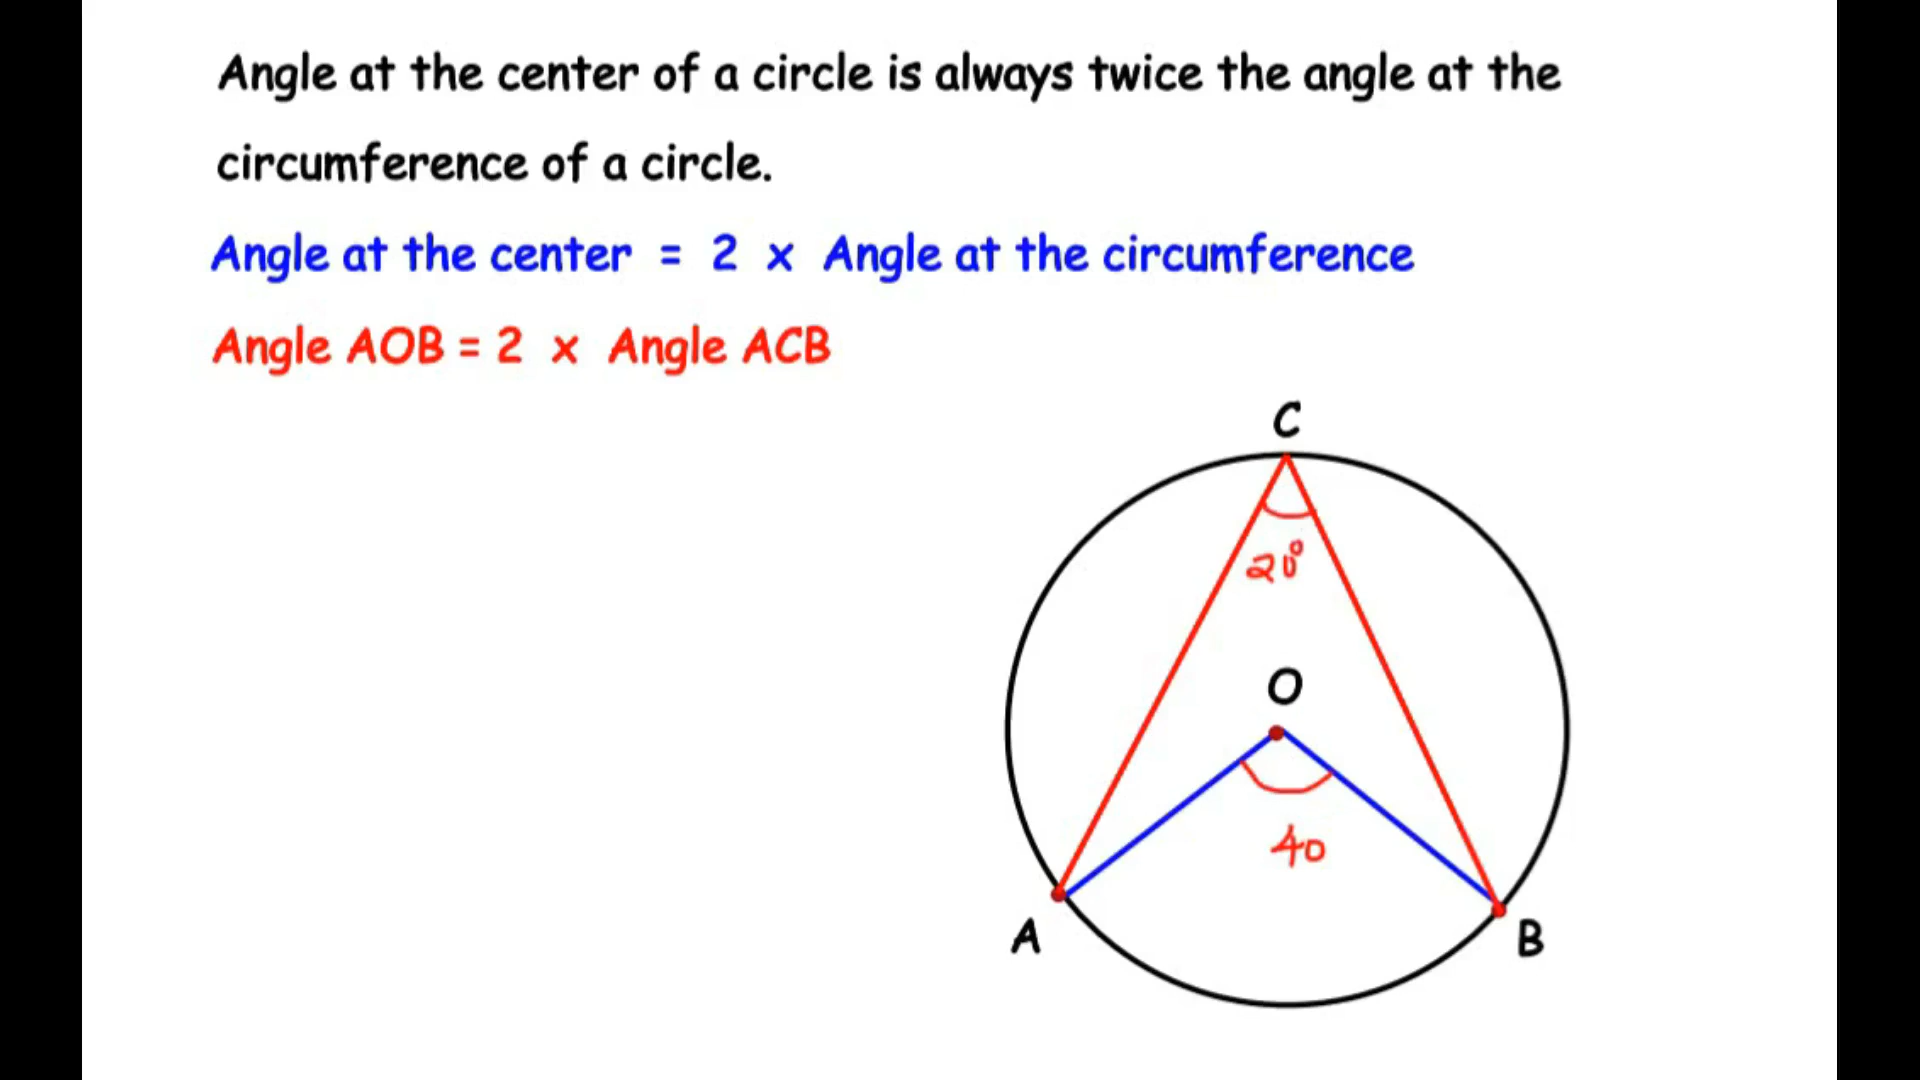 Angle at the center of a circle is always twice the angle at the
circumference of a circle.
Angle at the center = 2 x Angle at the circumference
Angle AOB = 2 x Angle ACB
C
20°
O
40
A
B